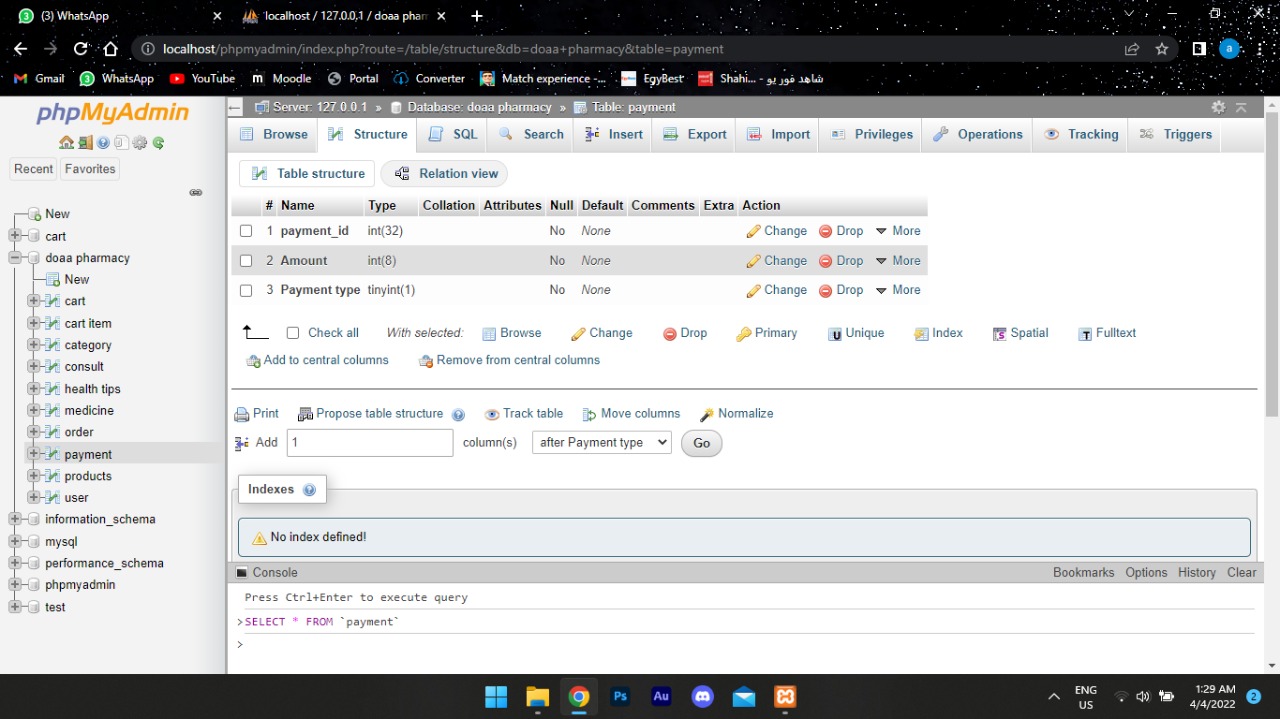 (3) WhatsApp
localhost / 127.0.0.1 / doaa phar
localhost/phpmyadmin/index.php?route=/table/structure&db=doaa+pharmacy&table=payment
a
Gmail WhatsApp YouTube Moodle Portal Converter Match experience -... EgyBest Shahi... - شاهد فور يو
phpMyAdmin
Recent Favorites
New
cart
doaa pharmacy
New
cart
cart item
category
consult
health tips
medicine
order
payment
products
user
information_schema
mysql
performance_schema
phpmyadmin
test
Server: 127.0.0.1 » Database: doaa pharmacy » Table: payment
Browse Structure SQL Search Insert Export Import Privileges Operations Tracking Triggers
Table structure Relation view
# Name Type Collation Attributes Null Default Comments Extra Action
1 payment_id int(32) No None Change Drop More
2 Amount int(8) No None Change Drop More
3 Payment type tinyint(1) No None Change Drop More
Check all With selected: Browse Change Drop Primary Unique Index Spatial Fulltext
Add to central columns Remove from central columns
Print Propose table structure Track table Move columns Normalize
Add 1 column(s) after Payment type Go
Indexes
No index defined!
Console Bookmarks Options History Clear
Press Ctrl+Enter to execute query
>SELECT * FROM `payment`
>
Ps Au
ENG
US
1:29 AM
4/4/2022
2